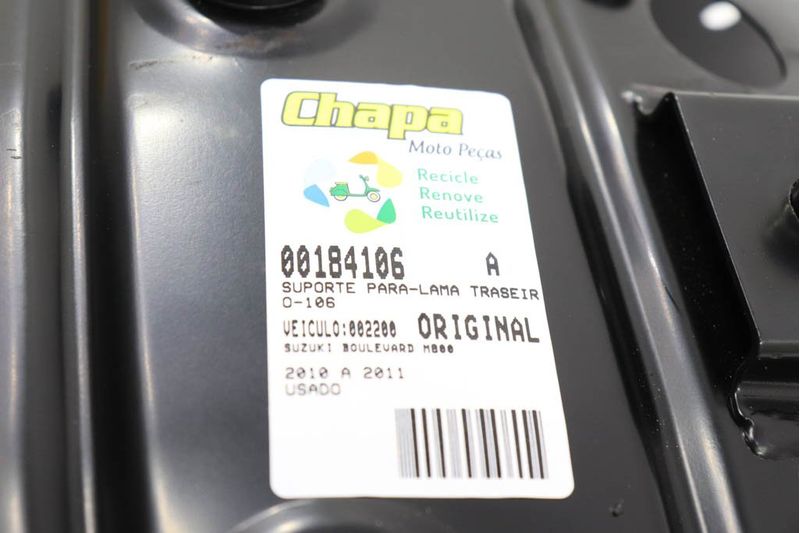 Chapa
Moto Peças
Recicle
Renove
Reutilize
00184106 A
SUPORTE PARA-LAMA TRASEIR
O-106
VEICULO:002200 ORIGINAL
SUZUKI BOULEVARD M800
2010 A 2011
USADO